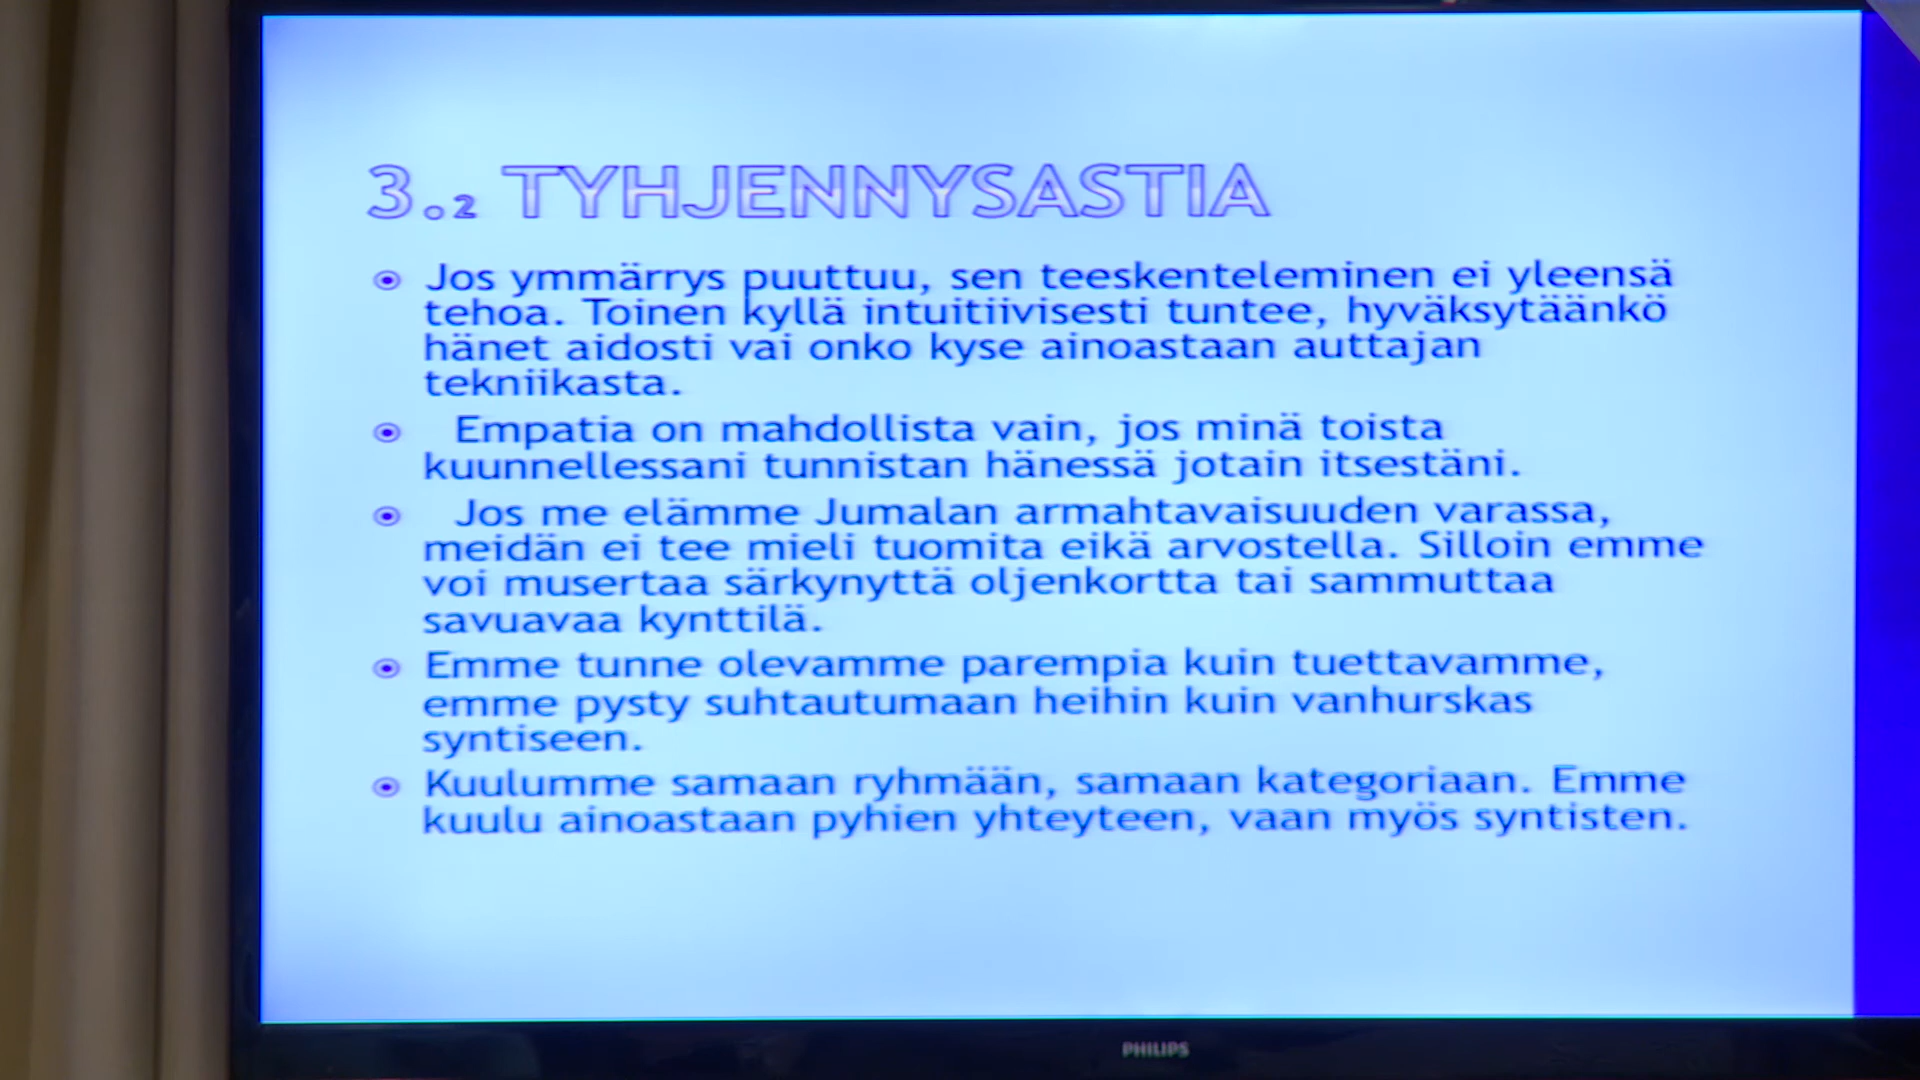 3.2 TYHJENNYSASTIA
Jos ymmärrys puuttuu, sen teeskenteleminen ei yleensä
tehoa. Toinen kyllä intuitiivisesti tuntee, hyväksytäänkö
hänet aidosti vai onko kyse ainoastaan auttajan
tekniikasta.
Empatia on mahdollista vain, jos minä toista
kuunnellessani tunnistan hänessä jotain itsestäni.
Jos me elämme Jumalan armahtavaisuuden varassa,
meidän ei tee mieli tuomita eikä arvostella. Silloin emme
voi musertaa särkynyttä oljenkortta tai sammuttaa
savuavaa kynttilä.
Emme tunne olevamme parempia kuin tuettavamme,
emme pysty suhtautumaan heihin kuin vanhurskas
syntiseen.
Kuulumme samaan ryhmään, samaan kategoriaan. Emme
kuulu ainoastaan pyhien yhteyteen, vaan myös syntisten.
PHILIPS